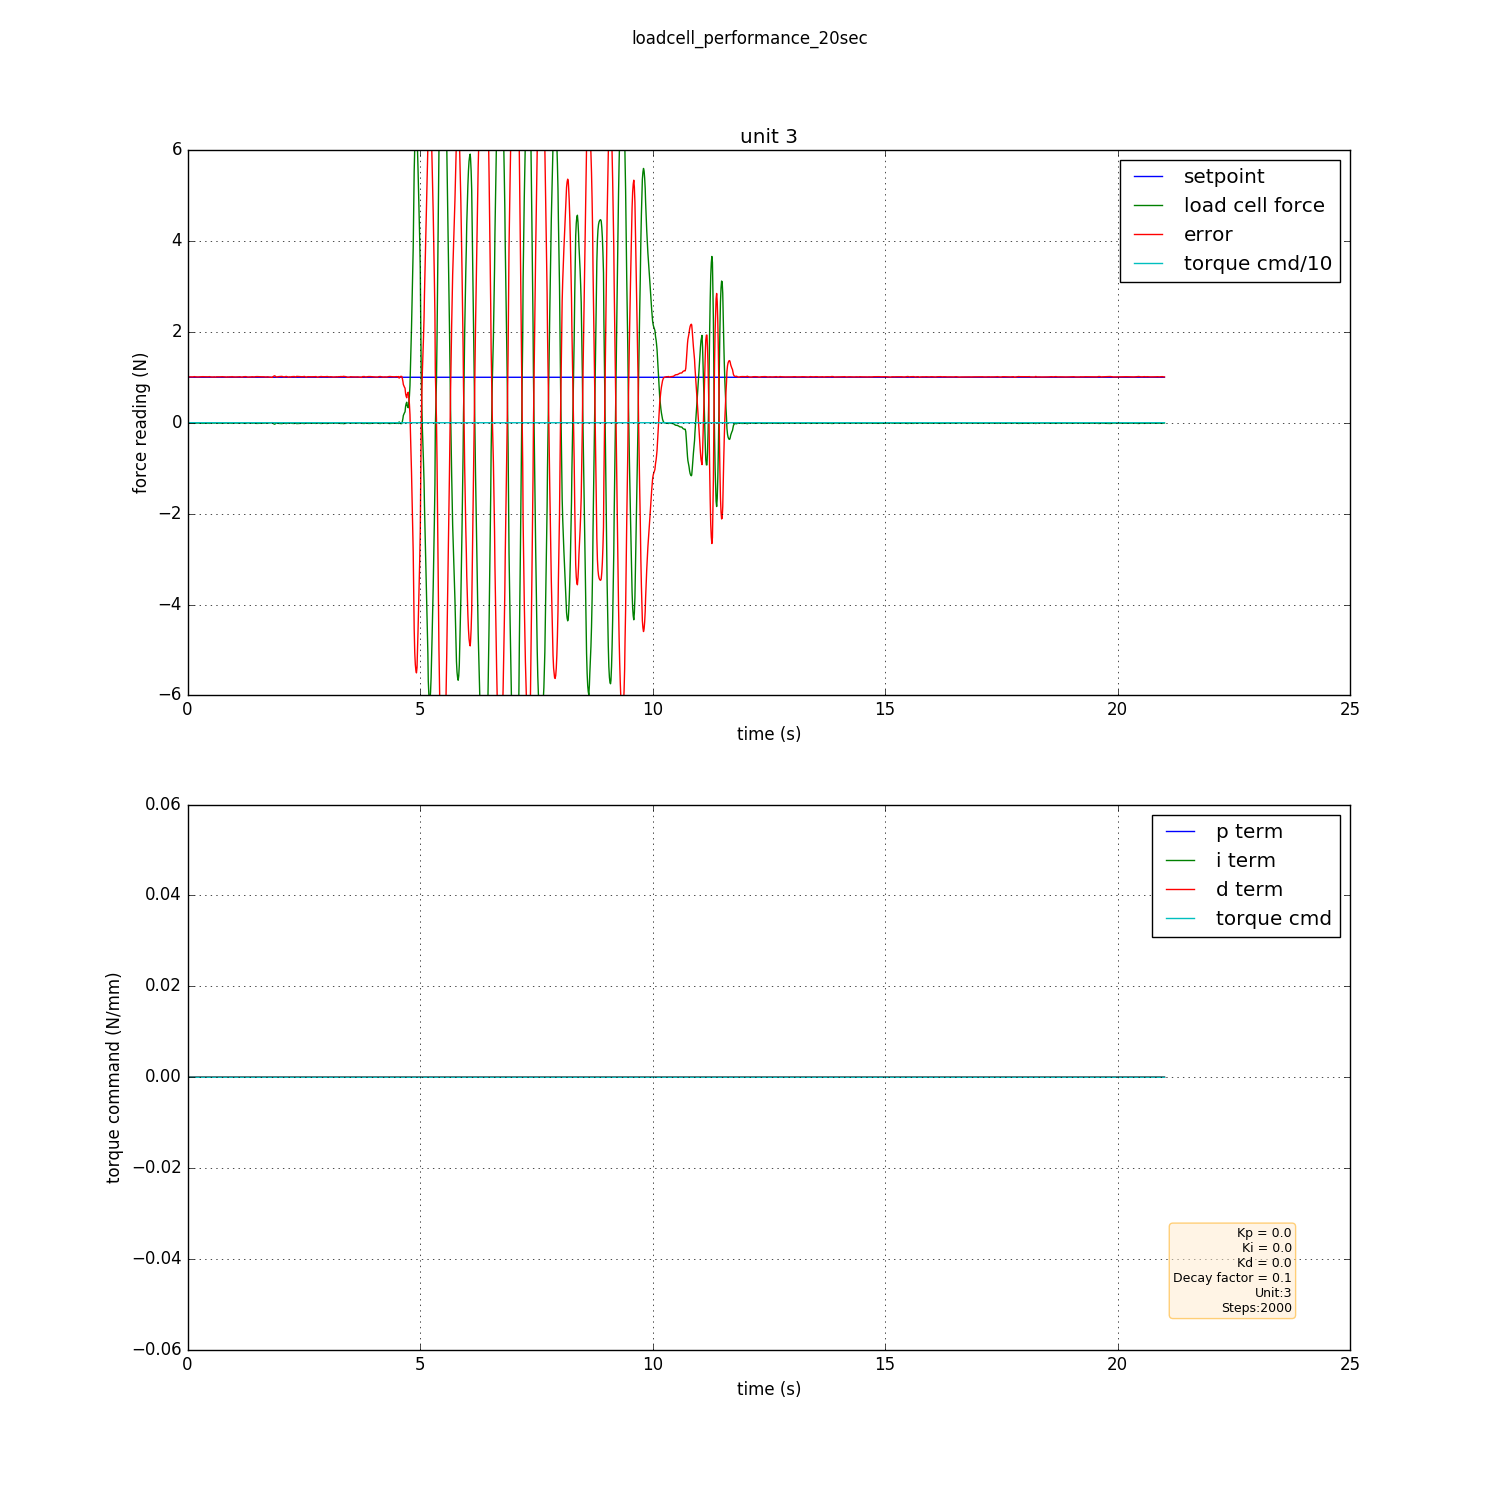 loadcell_performance_20sec
unit 3
6
4
2
0
−2
−4
−6
force reading (N)
setpoint
load cell force
error
torque cmd/10
0 5 10 15 20 25
time (s)
0.06
0.04
0.02
0.00
−0.02
−0.04
−0.06
torque command (N/mm)
p term
i term
d term
torque cmd
Kp = 0.0
Ki = 0.0
Kd = 0.0
Decay factor = 0.1
Unit:3
Steps:2000
0 5 10 15 20 25
time (s)